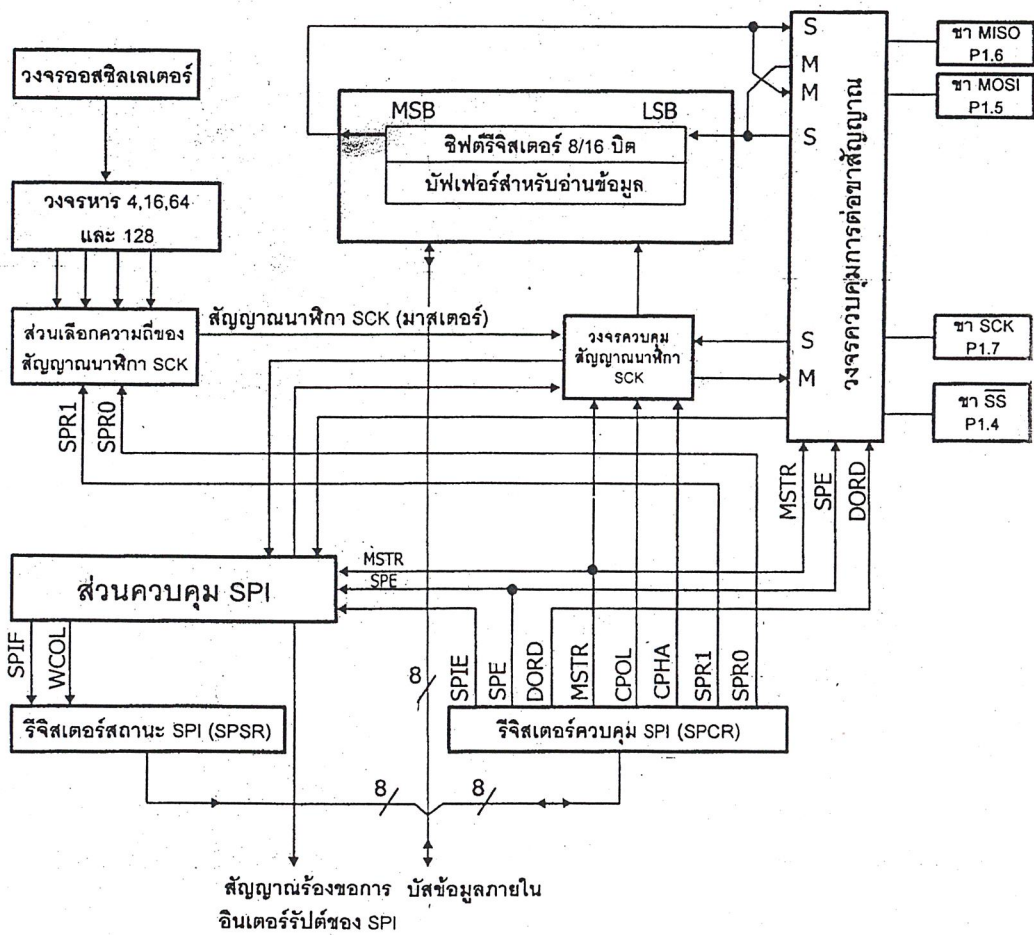 วงจรออสซิลเลเตอร์
วงจรหาร 4,16,64
และ 128
ส่วนเลือกความถี่ของ
สัญญาณนาฬิกา SCK
SPR1
SPR0
MSB
LSB
ชิฟต์รีจิสเตอร์ 8/16 บิต
บัฟเฟอร์สำหรับอ่านข้อมูล
สัญญาณนาฬิกา SCK (มาสเตอร์)
วงจรควบคุม
สัญญาณนาฬิกา
SCK
S
M
M
S
S
M
วงจรควบคุมการต่อขาสัญญาณ
ขา MISO
P1.6
ขา MOSI
P1.5
ขา SCK
P1.7
ขา SS
P1.4
MSTR
SPE
DORD
ส่วนควบคุม SPI
MSTR
SPE
SPIF
WCOL
8
SPIE
SPE
DORD
MSTR
CPOL
CPHA
SPR1
SPR0
รีจิสเตอร์สถานะ SPI (SPSR)
รีจิสเตอร์ควบคุม SPI (SPCR)
8
8
สัญญาณร้องขอการ
อินเตอร์รัปต์ของ SPI
บัสข้อมูลภายใน